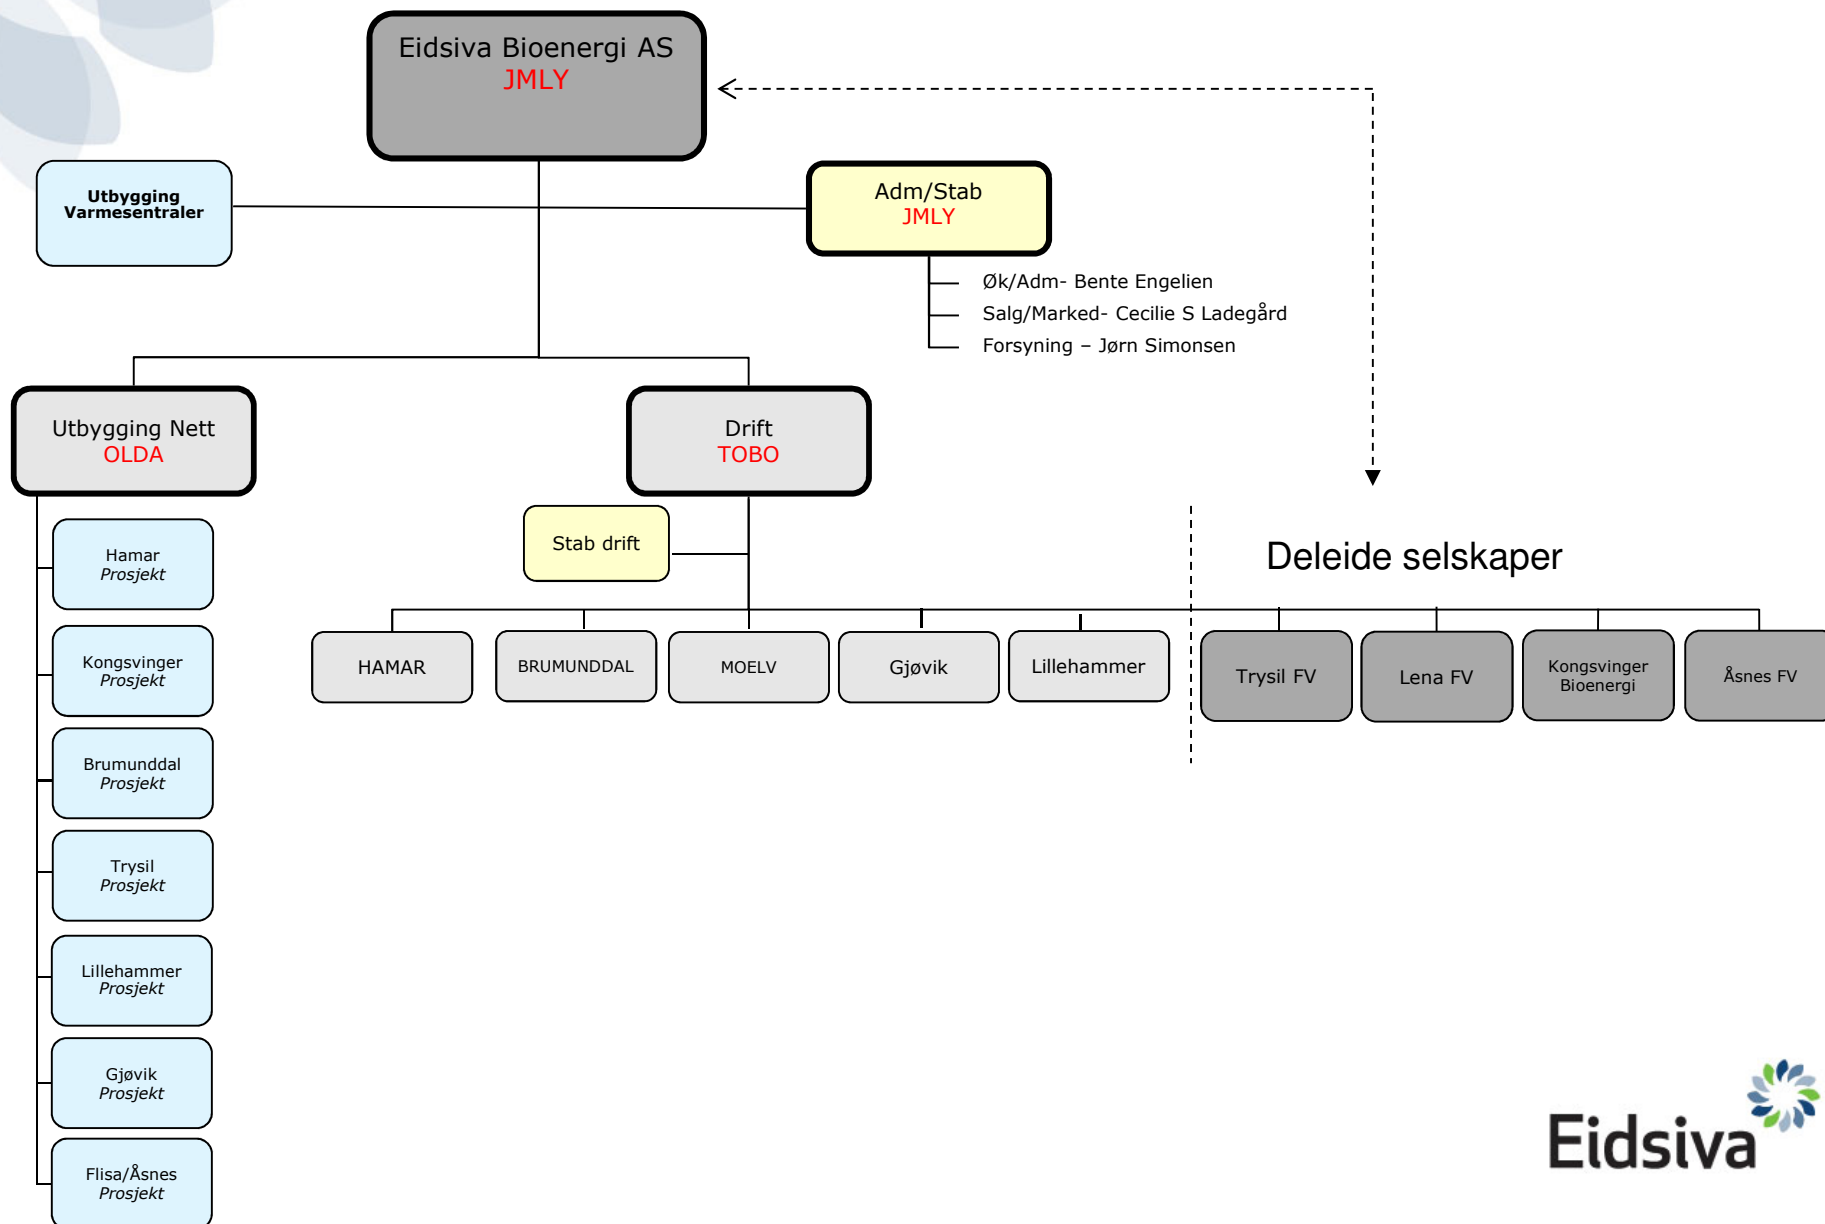 Eidsiva Bioenergi AS
JMLY
Utbygging
Varmesentraler
Adm/Stab
JMLY
Øk/Adm- Bente Engelien
Salg/Marked- Cecilie S Ladegård
Forsyning – Jørn Simonsen
Utbygging Nett
OLDA
Drift
TOBO
Stab drift
Deleide selskaper
HAMAR
BRUMUNDDAL
MOELV
Gjøvik
Lillehammer
Trysil FV
Lena FV
Kongsvinger
Bioenergi
Åsnes FV
Hamar
Prosjekt
Kongsvinger
Prosjekt
Brumunddal
Prosjekt
Trysil
Prosjekt
Lillehammer
Prosjekt
Gjøvik
Prosjekt
Flisa/Åsnes
Prosjekt
Eidsiva